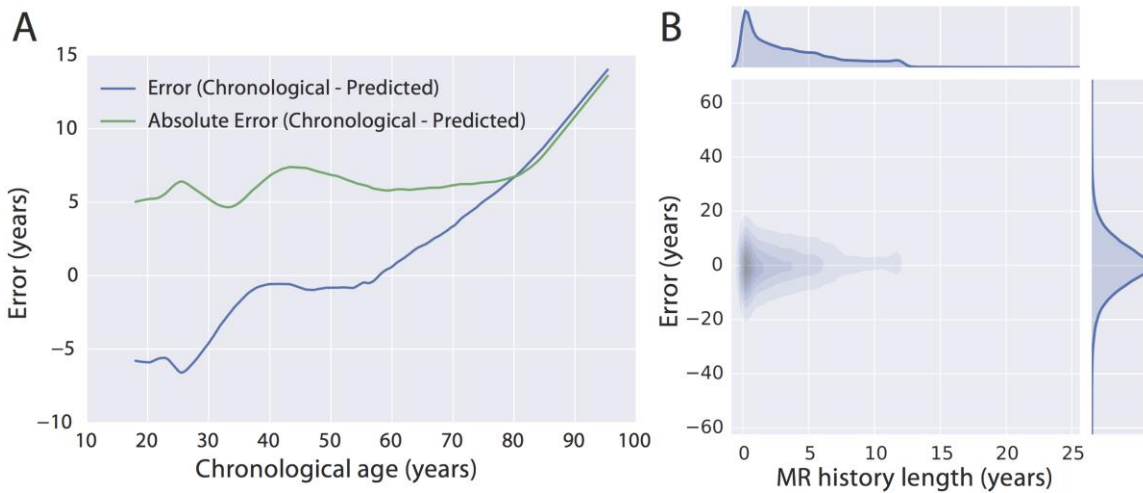 A
15
10
5
0
−5
−10
Error (years)
Error (Chronological - Predicted)
Absolute Error (Chronological - Predicted)
10 20 30 40 50 60 70 80 90 100
Chronological age (years)
B
60
40
20
0
−20
−40
−60
Error (years)
0 5 10 15 20 25
MR history length (years)